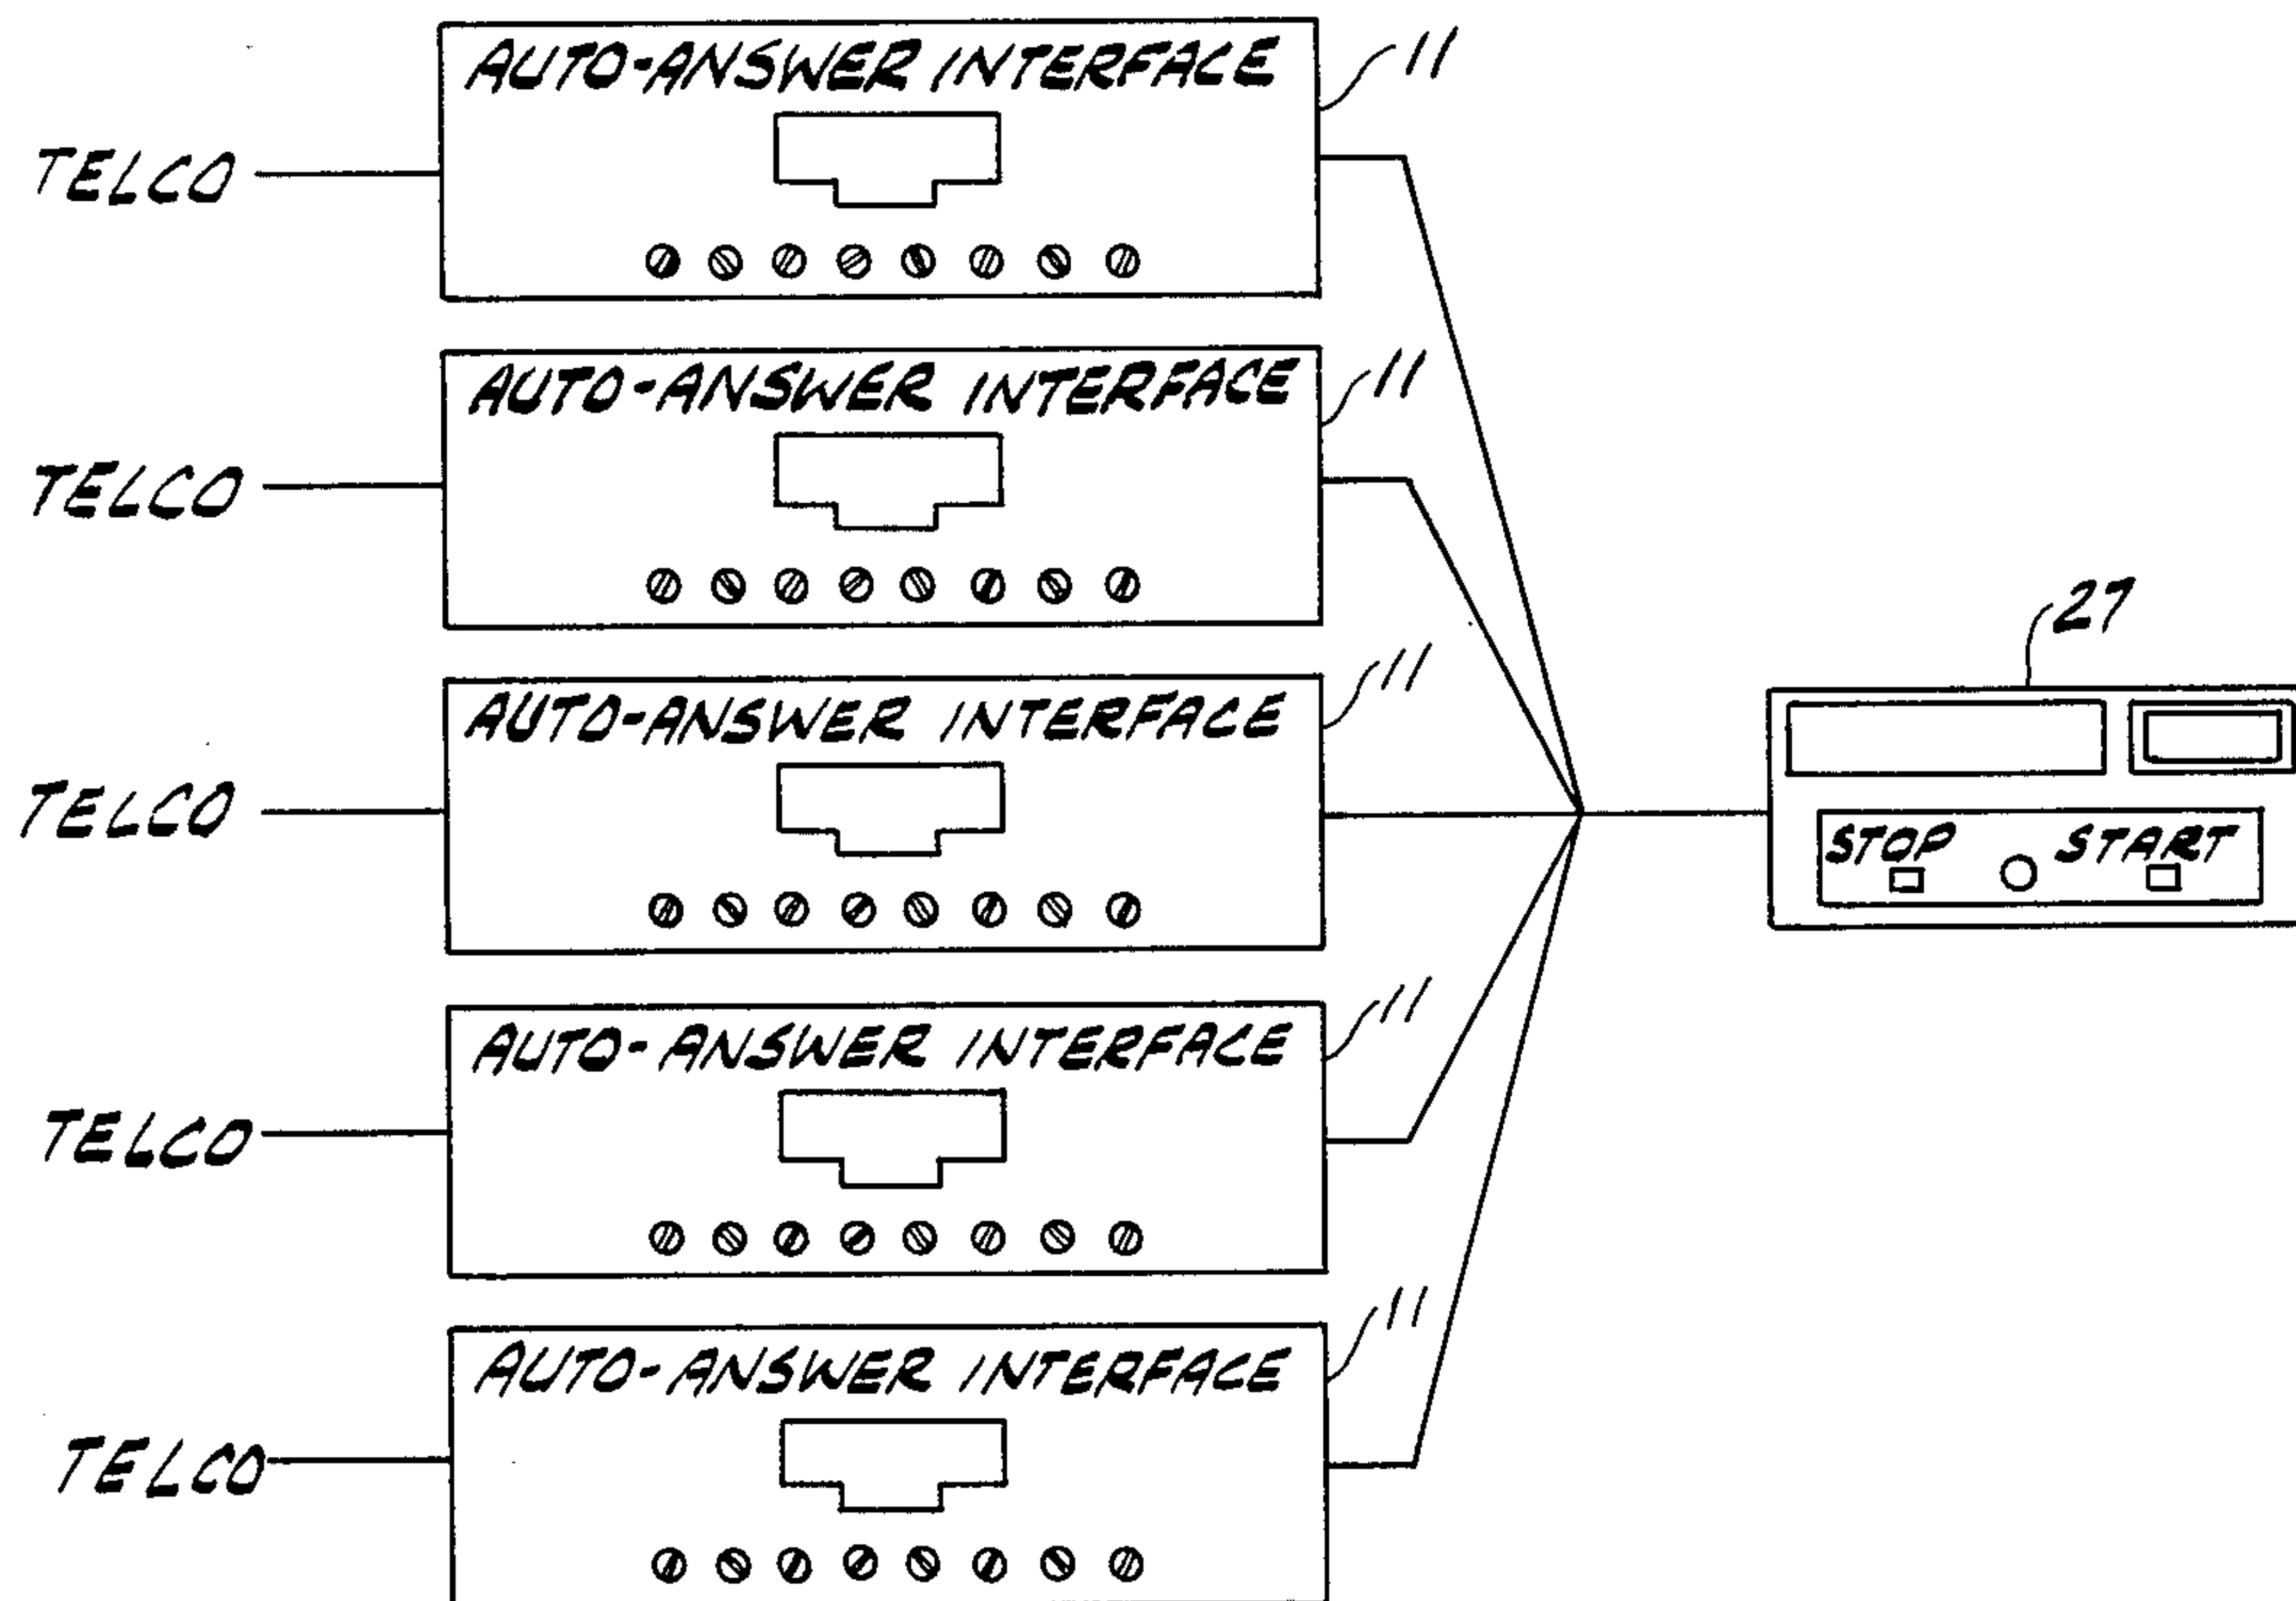 AUTO-ANSWER INTERFACE
11
TELCO
AUTO-ANSWER INTERFACE
11
TELCO
27
AUTO-ANSWER INTERFACE
11
TELCO
STOP START
AUTO-ANSWER INTERFACE
11
TELCO
AUTO-ANSWER INTERFACE
11
TELCO